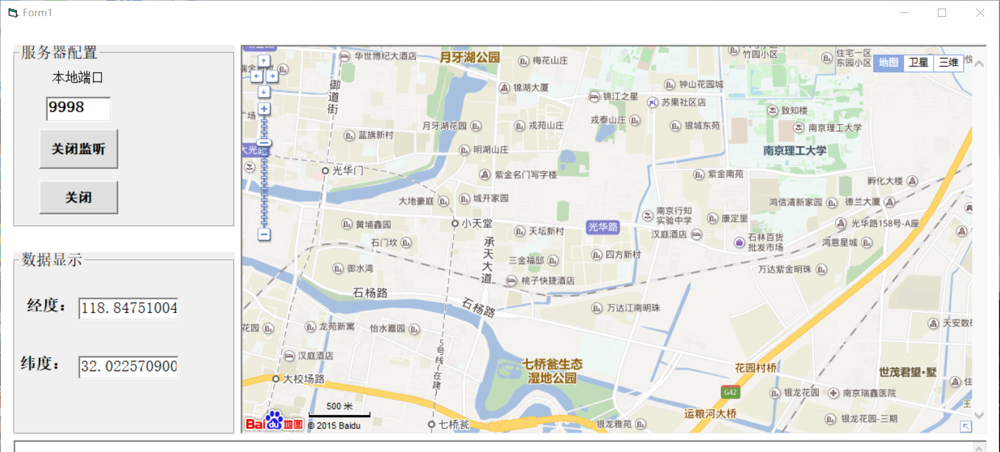 Form1
服务器配置
本地端口
9998
关闭监听
关闭
数据显示
经度：
118.84751004
纬度：
32.022570900
华世博纪大酒店
月牙湖公园
梅花山庄
竹园小区
住宅一区
东园小区
地图
卫星
三维
御道街
锦湖大厦
锦江之星
钟山花园城
苏果社区店
致知楼
广场
月牙湖花园
戎苑山庄
戎泰山庄
银城东苑
南京理工大学
蓝旗新村
大光路
明湖山庄
南京理工大学
光华门
紫金名门写字楼
紫金南苑
孵化大楼
大地豪庭
城开家园
鸿信清新家园
德兰大厦
南京行知
实验中学
康定里
黄埔鑫园
小天堂
天坛新村
光华路
汉庭酒店
光华路158号-A座
石门坎
承天大道
石林百货
批发市场
鸿意星城
三金福邸
四方新村
御水湾
桃子快捷酒店
万达紫金明珠
石杨路
石杨路
万达江南明珠
花园
龙苑新寓
怡水嘉园
天安数码
5号线(在建)
汉庭酒店
七桥瓮生态
湿地公园
花园村桥
世茂君望·墅
大校场路
G42
银龙花园
南京瑞鑫医院
住
500 米
运粮河大桥
王
Bai du 地图
© 2015 Baidu
七桥瓮
银龙雅苑
银龙花园-三期